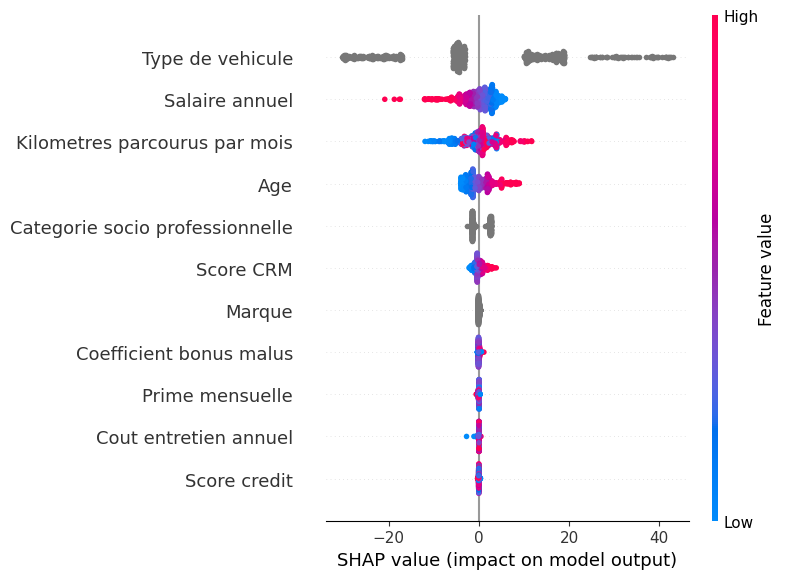 High
Type de vehicule
Salaire annuel
Kilometres parcourus par mois
Age
Categorie socio professionnelle
Score CRM
Marque
Coefficient bonus malus
Prime mensuelle
Cout entretien annuel
Score credit
Feature value
Low
−20 0 20 40
SHAP value (impact on model output)